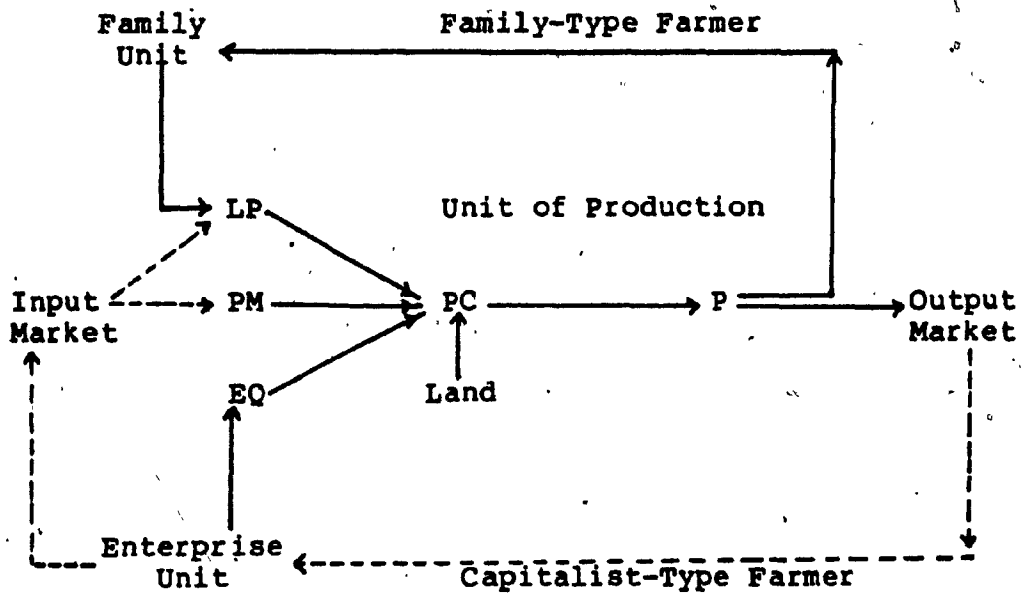 Family
Unit
Family-Type Farmer
LP
Unit of Production
Input
Market
PM
PC
P
Output
Market
EQ
Land
Enterprise
Unit
Capitalist-Type Farmer